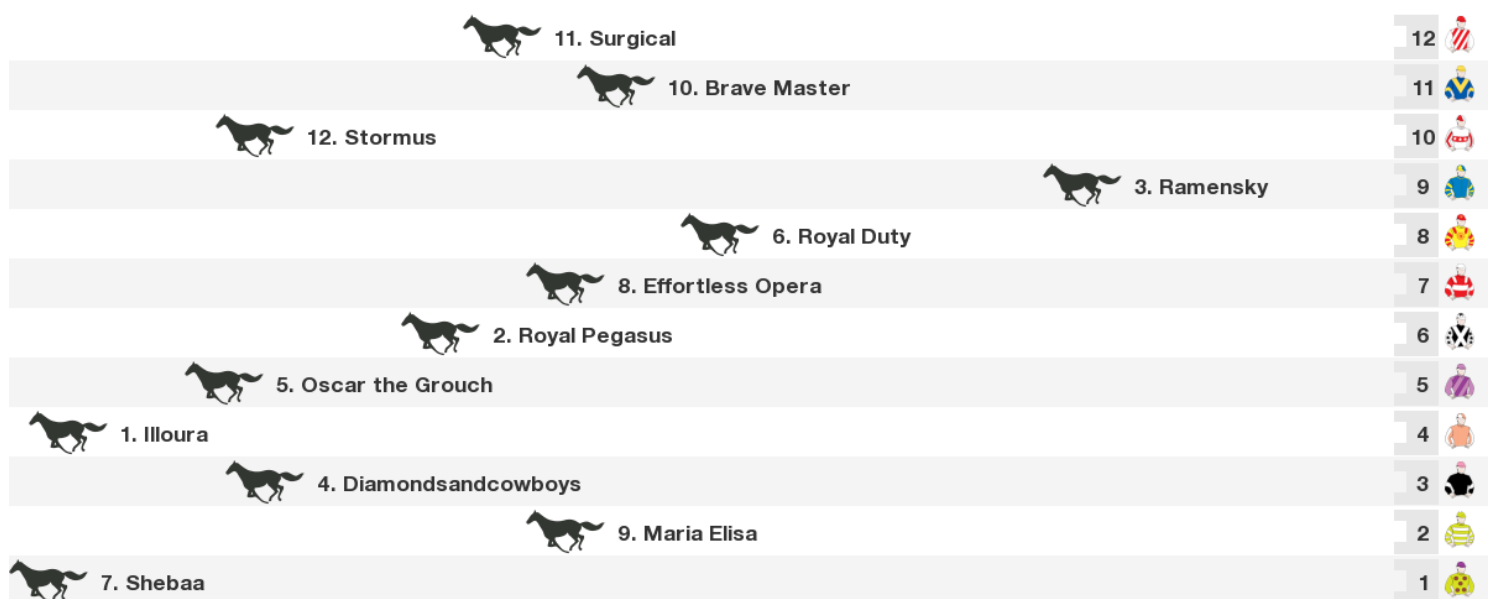 11. Surgical 12
10. Brave Master 11
12. Stormus 10
3. Ramensky 9
6. Royal Duty 8
8. Effortless Opera 7
2. Royal Pegasus 6
5. Oscar the Grouch 5
1. Illoura 4
4. Diamondsandcowboys 3
9. Maria Elisa 2
7. Shebaa 1